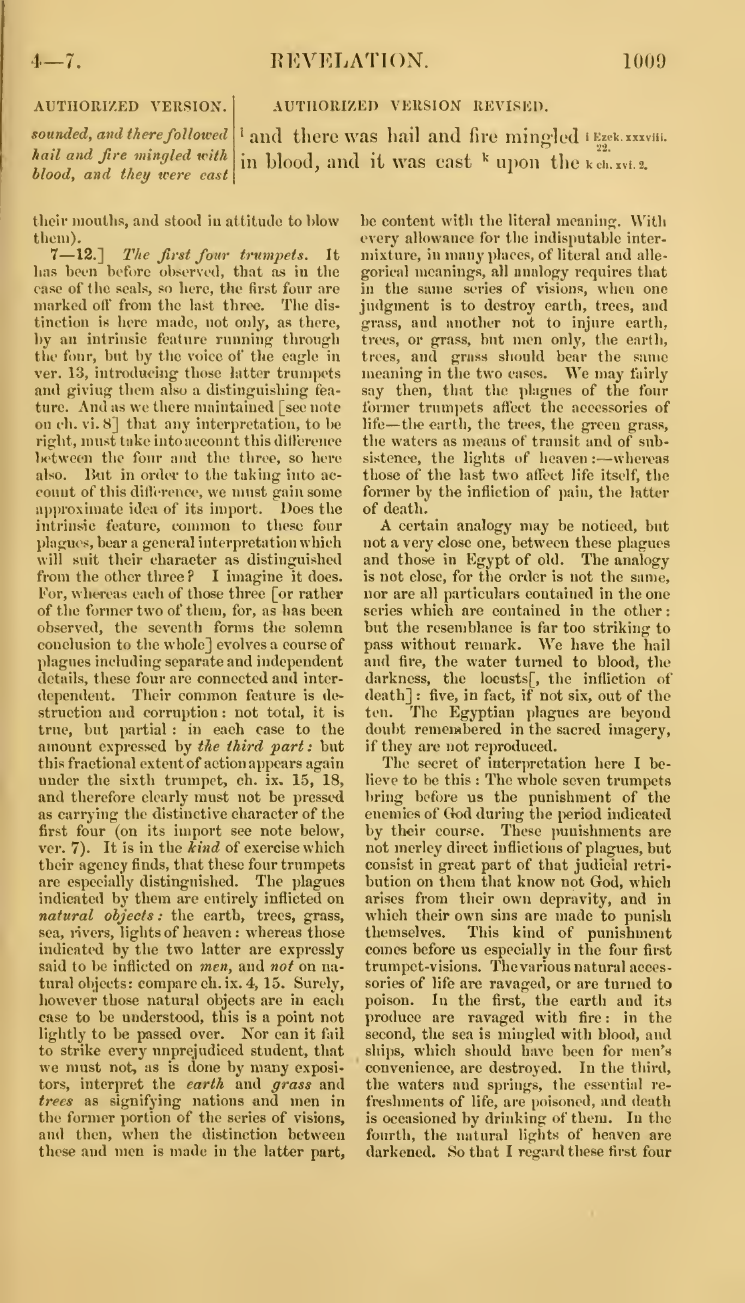 4—7. REVELATION. 1009
AUTHORIZED VERSION.
sounded, and there followed
hail and fire mingled with
blood, and they were cast
AUTHORIZED VERSION REVISED.
i and there was hail and fire mingled
in blood, and it was cast k upon the
i Ezek. xxxviii.
22.
k ch. xvi. 2.
their mouths, and stood in attitude to blow
them).
7—12.] The first four trumpets. It
has been before observed, that as in the
case of the seals, so here, the first four are
marked off from the last three. The dis-
tinction is here made, not only, as there,
by an intrinsic feature running through
the four, but by the voice of the eagle in
ver. 13, introducing those latter trumpets
and giving them also a distinguishing fea-
ture. And as we there maintained [see note
on ch. vi. 8] that any interpretation, to be
right, must take into account this difference
between the four and the three, so here
also. But in order to the taking into ac-
count of this difference, we must gain some
approximate idea of its import. Does the
intrinsic feature, common to these four
plagues, bear a general interpretation which
will suit their character as distinguished
from the other three? I imagine it does.
For, whereas each of those three [or rather
of the former two of them, for, as has been
observed, the seventh forms the solemn
conclusion to the whole] evolves a course of
plagues including separate and independent
details, these four are connected and inter-
dependent. Their common feature is de-
struction and corruption: not total, it is
true, but partial: in each case to the
amount expressed by the third part: but
this fractional extent of action appears again
under the sixth trumpet, ch. ix. 15, 18,
and therefore clearly must not be pressed
as carrying the distinctive character of the
first four (on its import see note below,
ver. 7). It is in the kind of exercise which
their agency finds, that these four trumpets
are especially distinguished. The plagues
indicated by them are entirely inflicted on
natural objects: the earth, trees, grass,
sea, rivers, lights of heaven: whereas those
indicated by the two latter are expressly
said to be inflicted on men, and not on na-
tural objects: compare ch. ix. 4, 15. Surely,
however those natural objects are in each
case to be understood, this is a point not
lightly to be passed over. Nor can it fail
to strike every unprejudiced student, that
we must not, as is done by many exposi-
tors, interpret the earth and grass and
trees as signifying nations and men in
the former portion of the series of visions,
and then, when the distinction between
these and men is made in the latter part,
be content with the literal meaning. With
every allowance for the indisputable inter-
mixture, in many places, of literal and alle-
gorical meanings, all analogy requires that
in the same series of visions, when one
judgment is to destroy earth, trees, and
grass, and another not to injure earth,
trees, or grass, but men only, the earth,
trees, and grass should bear the same
meaning in the two cases. We may fairly
say then, that the plagues of the four
former trumpets affect the accessories of
life—the earth, the trees, the green grass,
the waters as means of transit and of sub-
sistence, the lights of heaven:—whereas
those of the last two affect life itself, the
former by the infliction of pain, the latter
of death.
A certain analogy may be noticed, but
not a very close one, between these plagues
and those in Egypt of old. The analogy
is not close, for the order is not the same,
nor are all particulars contained in the one
series which are contained in the other:
but the resemblance is far too striking to
pass without remark. We have the hail
and fire, the water turned to blood, the
darkness, the locusts[, the infliction of
death]: five, in fact, if not six, out of the
ten. The Egyptian plagues are beyond
doubt remembered in the sacred imagery,
if they are not reproduced.
The secret of interpretation here I be-
lieve to be this: The whole seven trumpets
bring before us the punishment of the
enemies of God during the period indicated
by their course. These punishments are
not merley direct inflictions of plagues, but
consist in great part of that judicial retri-
bution on them that know not God, which
arises from their own depravity, and in
which their own sins are made to punish
themselves. This kind of punishment
comes before us especially in the four first
trumpet-visions. The various natural acces-
sories of life are ravaged, or are turned to
poison. In the first, the earth and its
produce are ravaged with fire: in the
second, the sea is mingled with blood, and
ships, which should have been for men's
convenience, are destroyed. In the third,
the waters and springs, the essential re-
freshments of life, are poisoned, and death
is occasioned by drinking of them. In the
fourth, the natural lights of heaven are
darkened. So that I regard these first four